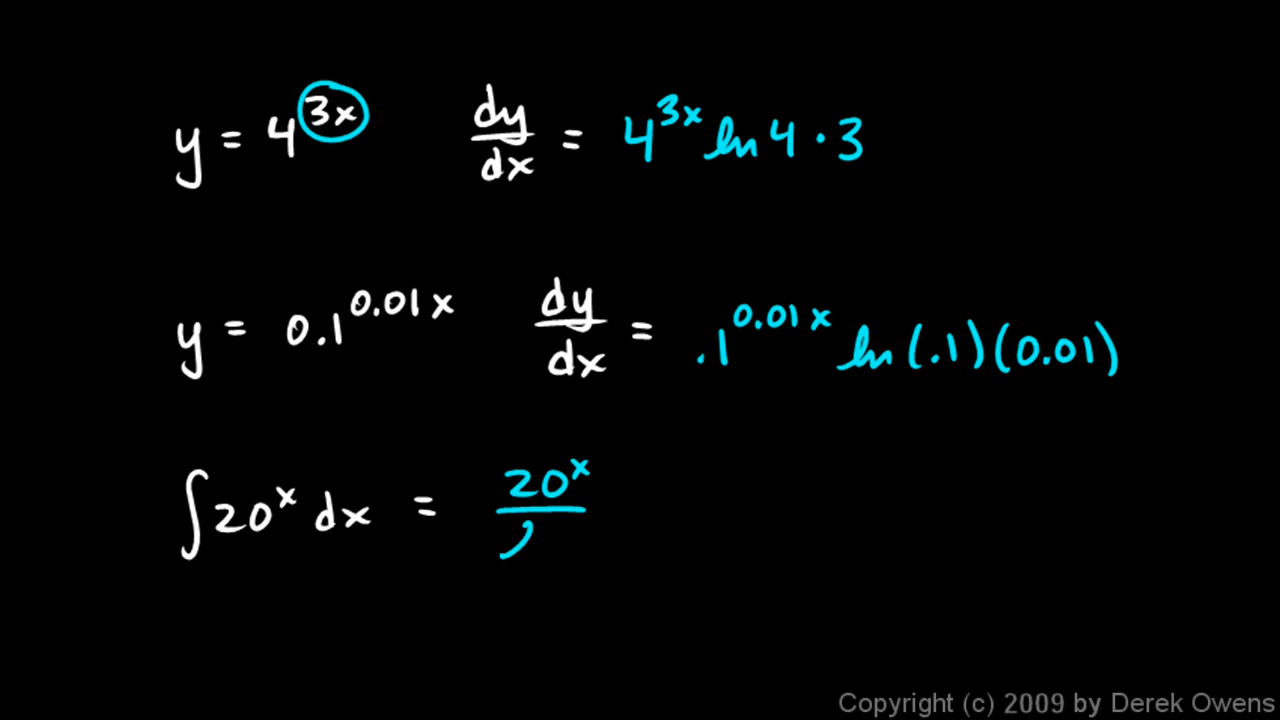 y = 4^{3x} dy/dx = 4^{3x} ln 4 · 3
y = 0.1^{0.01x} dy/dx = .1^{0.01x} ln(.1)(0.01)
∫20^x dx = 20^x/
Copyright (c) 2009 by Derek Owens